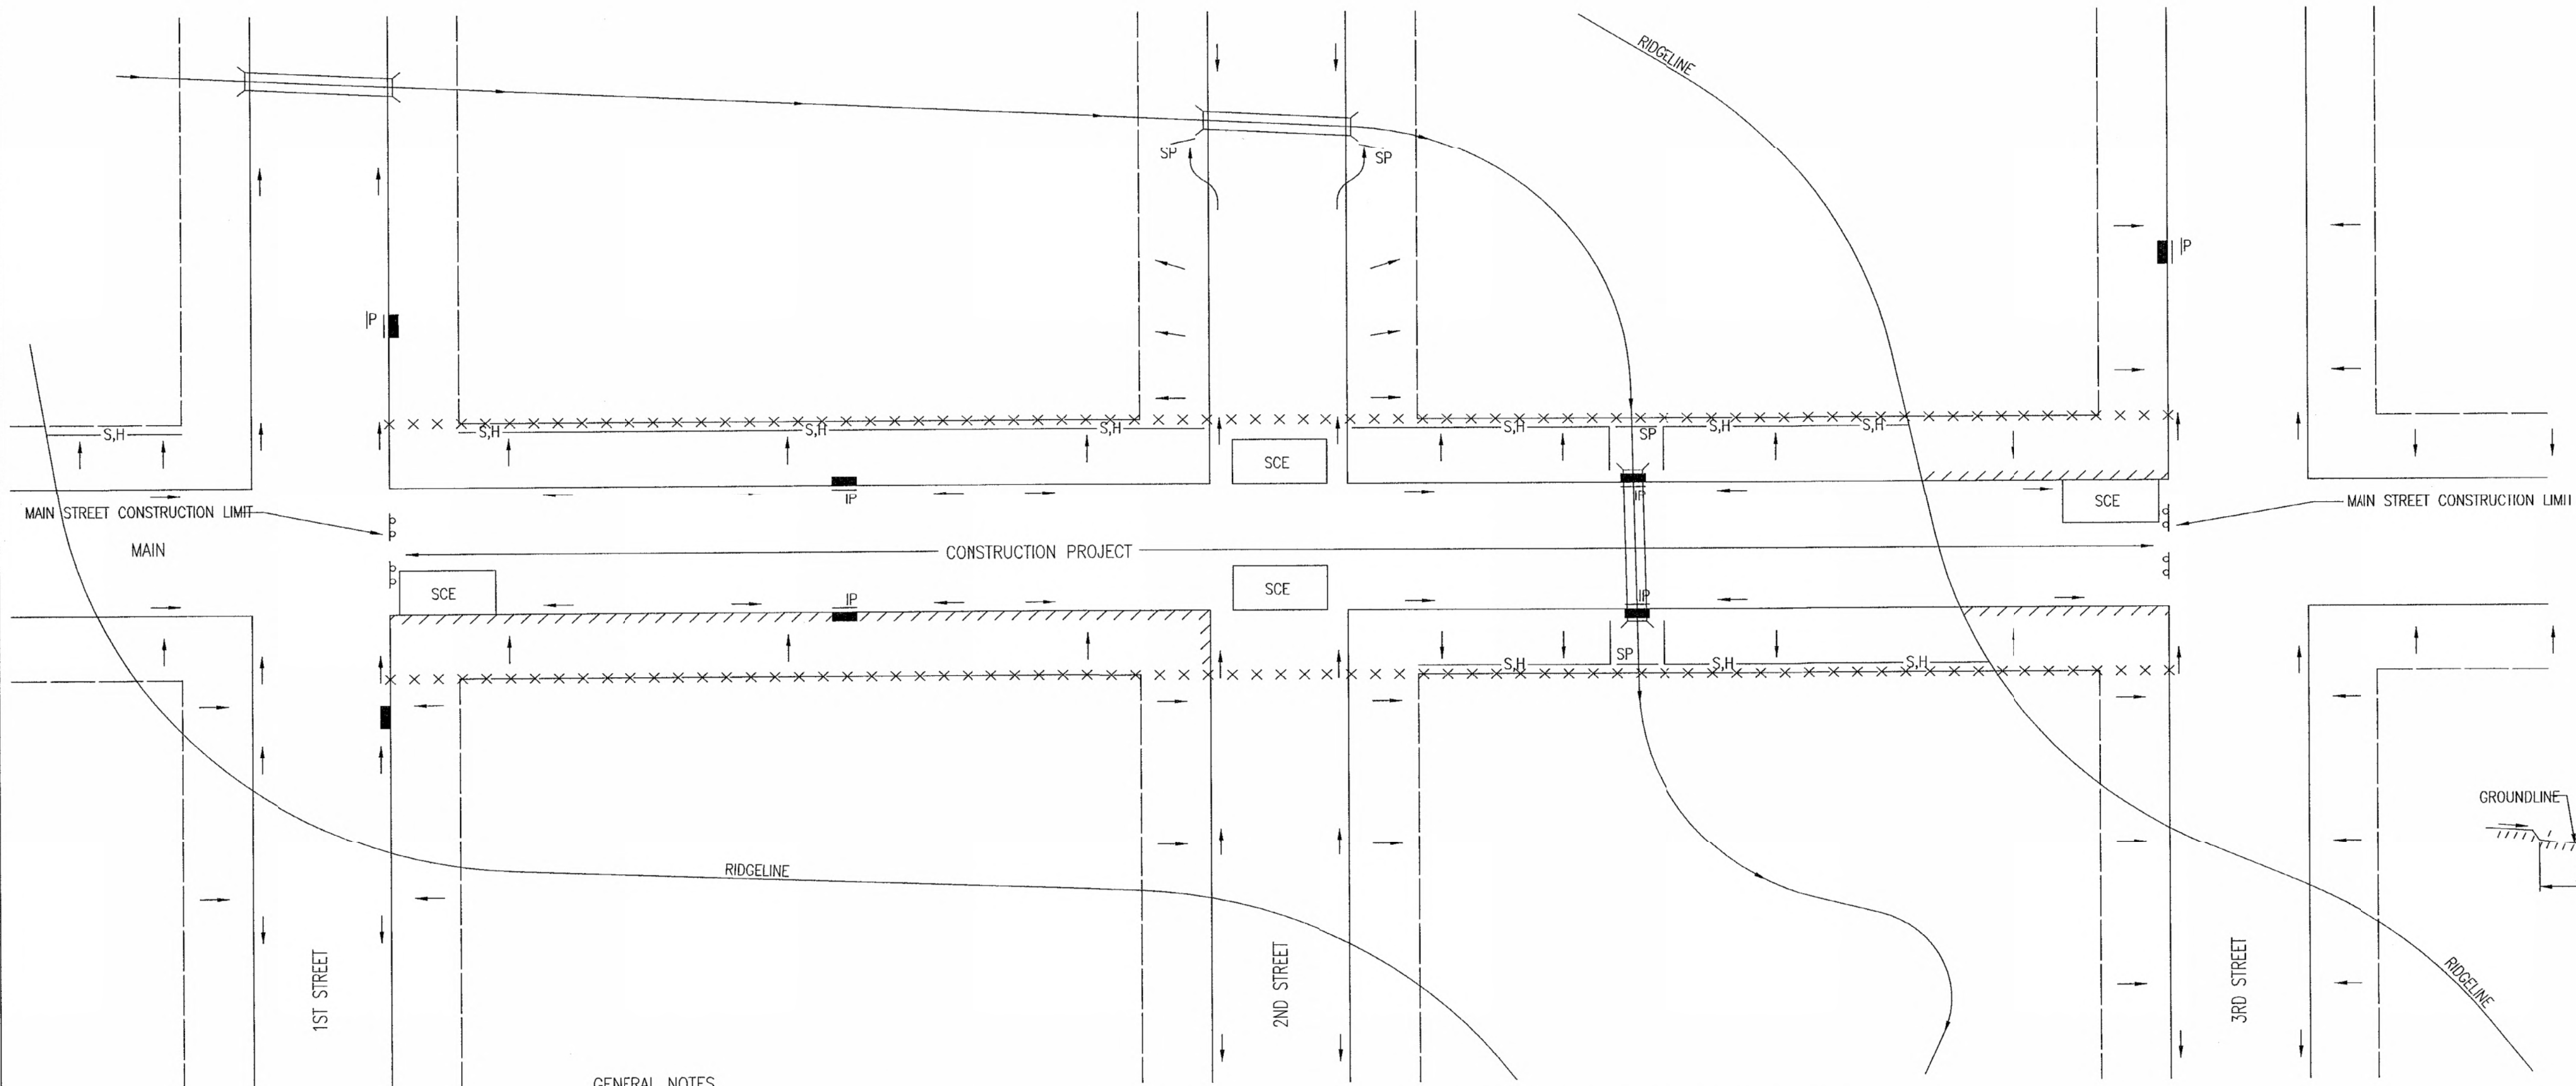 RIDGELINE
SP
SP
IP
IP
S,H
S,H
S,H
S,H
S,H
SP
S,H
S,H
SCE
IP
IP
SCE
MAIN STREET CONSTRUCTION LIMIT
MAIN STREET CONSTRUCTION LIMIT
MAIN
CONSTRUCTION PROJECT
SCE
IP
SCE
IP
S,H
SP
S,H
S,H
GROUNDLINE
RIDGELINE
1ST STREET
2ND STREET
3RD STREET
RIDGELINE
GENERAL NOTES